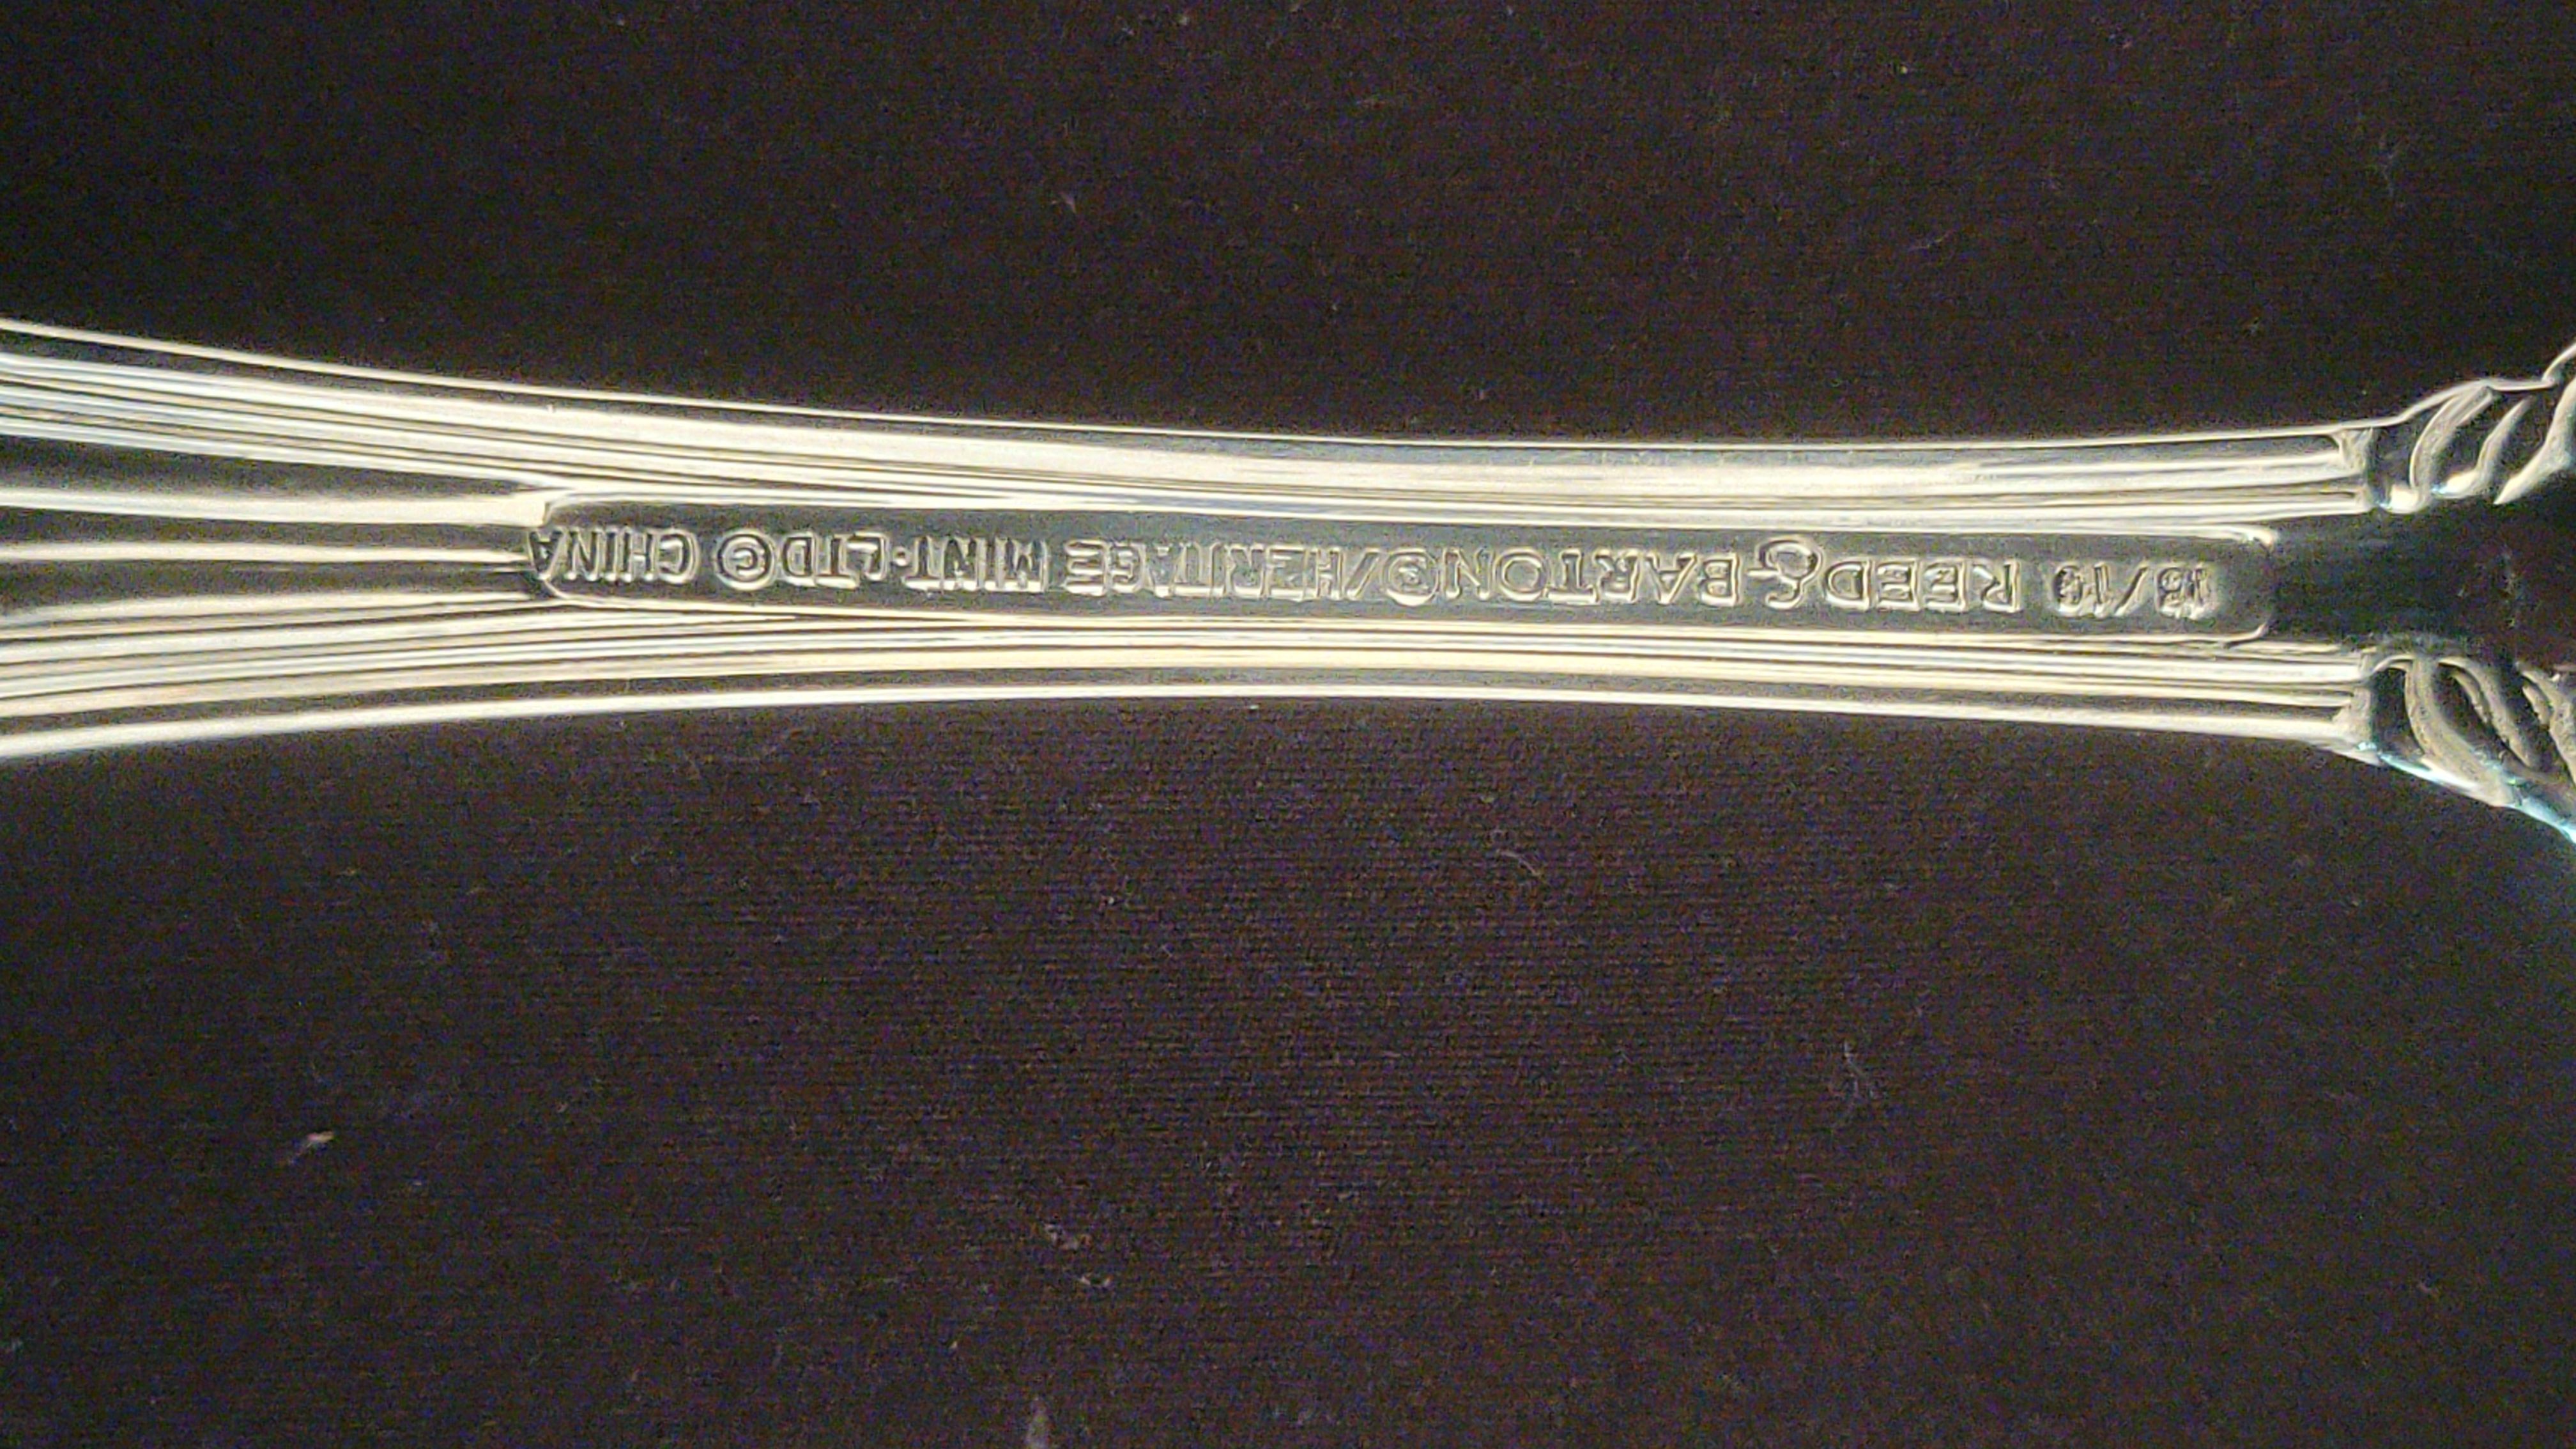 18/10 REED & BARTON©/HERITAGE MINT·LTD© CHINA